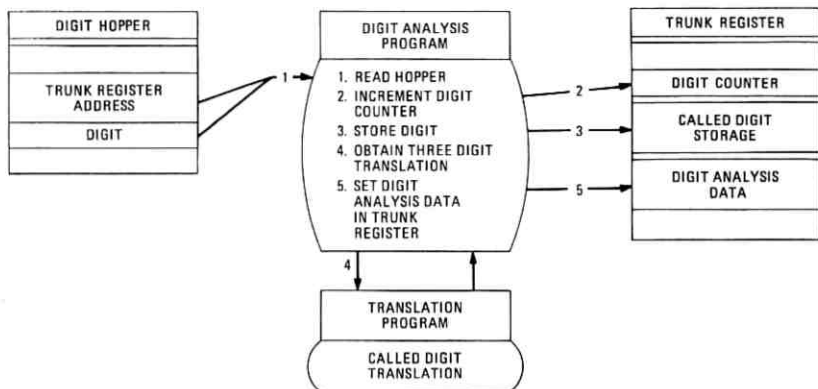 DIGIT HOPPER
TRUNK REGISTER
ADDRESS
DIGIT
1
DIGIT ANALYSIS
PROGRAM
1. READ HOPPER
2. INCREMENT DIGIT
COUNTER
3. STORE DIGIT
4. OBTAIN THREE DIGIT
TRANSLATION
5. SET DIGIT
ANALYSIS DATA
IN TRUNK
REGISTER
2
3
5
TRUNK REGISTER
DIGIT COUNTER
CALLED DIGIT
STORAGE
DIGIT ANALYSIS
DATA
4
TRANSLATION
PROGRAM
CALLED DIGIT
TRANSLATION